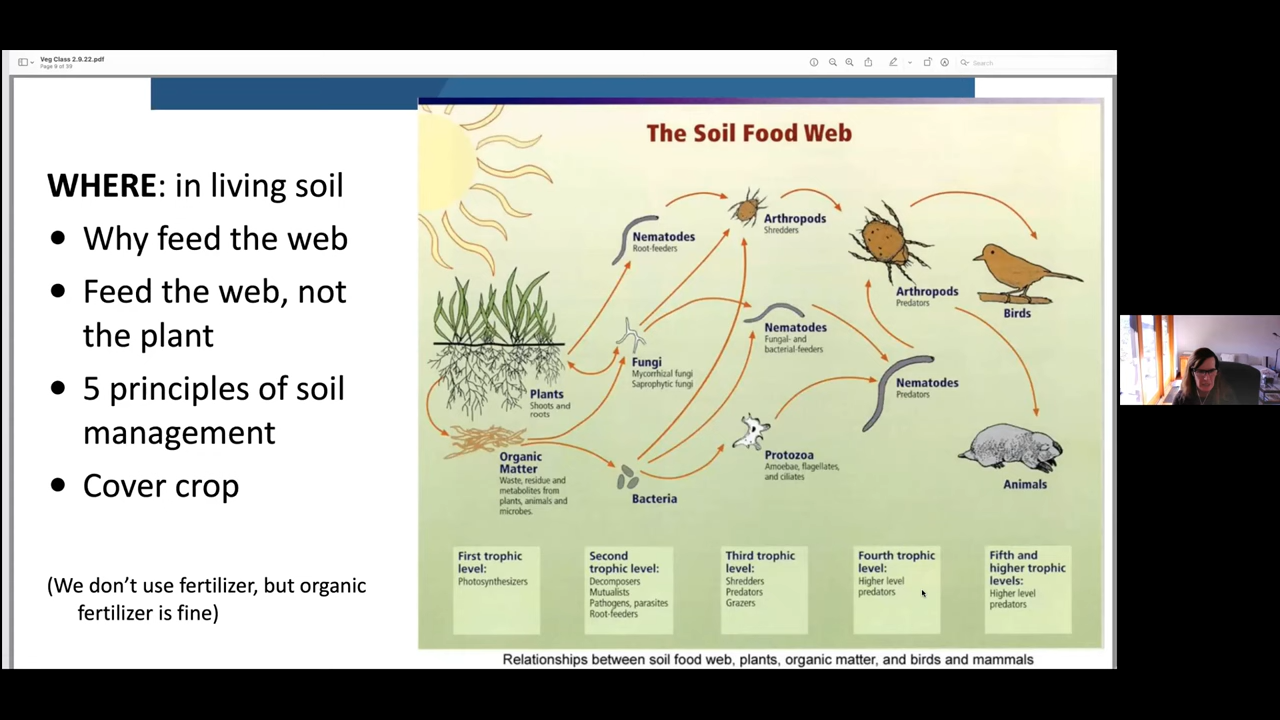 Veg Class 2.9.22.pdf
Page 9 of 39
Search
WHERE: in living soil
• Why feed the web
• Feed the web, not
the plant
• 5 principles of soil
management
• Cover crop
(We don’t use fertilizer, but organic
fertilizer is fine)
The Soil Food Web
Nematodes
Root-feeders
Arthropods
Shredders
Arthropods
Predators
Birds
Fungi
Mycorrhizal fungi
Saprophytic fungi
Nematodes
Fungal- and
bacterial-feeders
Nematodes
Predators
Plants
Shoots and
roots
Organic
Matter
Waste, residue and
metabolites from
plants, animals and
microbes.
Bacteria
Protozoa
Amoebae, flagellates,
and ciliates
Animals
First trophic
level:
Photosynthesizers
Second
trophic level:
Decomposers
Mutualists
Pathogens, parasites
Root-feeders
Third trophic
level:
Shredders
Predators
Grazers
Fourth trophic
level:
Higher level
predators
Fifth and
higher trophic
levels:
Higher level
predators
Relationships between soil food web, plants, organic matter, and birds and mammals